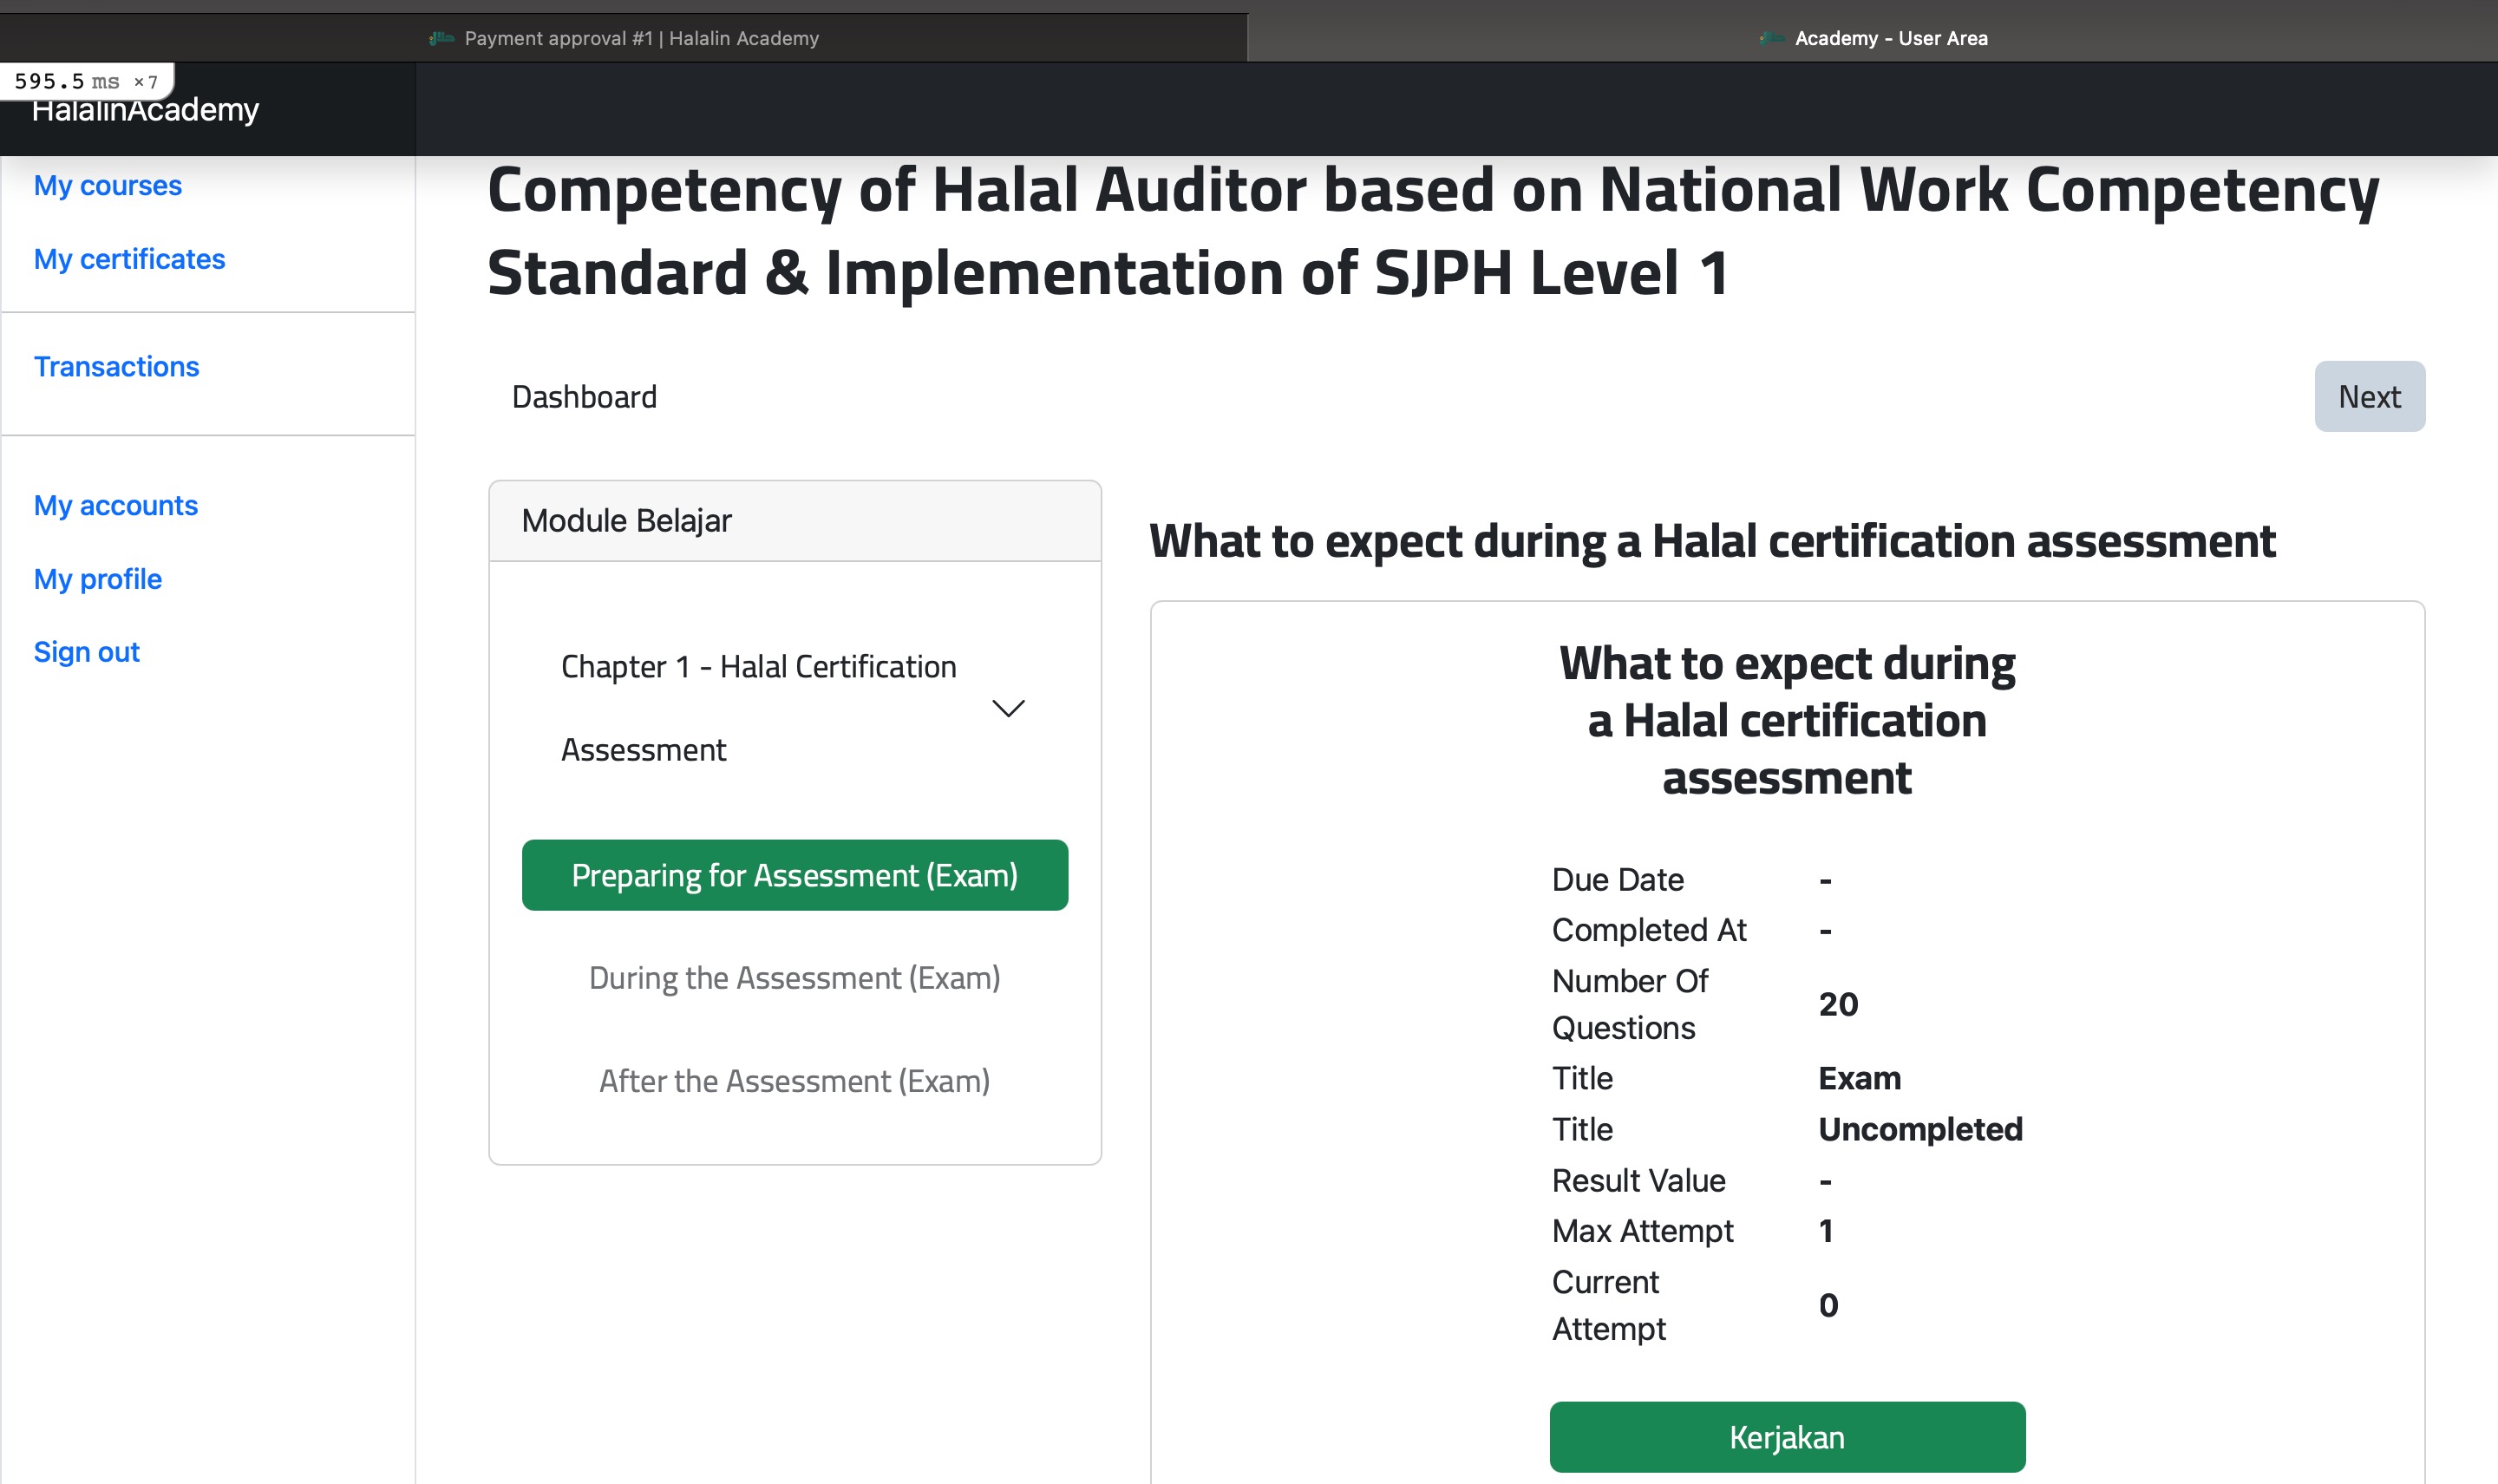 Payment approval #1 | Halalin Academy
Academy - User Area
595.5 ms ×7
HalalinAcademy
My courses
My certificates
Transactions
My accounts
My profile
Sign out
Competency of Halal Auditor based on National Work Competency
Standard & Implementation of SJPH Level 1
Dashboard
Next
Module Belajar
Chapter 1 - Halal Certification
Assessment
Preparing for Assessment (Exam)
During the Assessment (Exam)
After the Assessment (Exam)
What to expect during a Halal certification assessment
What to expect during
a Halal certification
assessment
Due Date -
Completed At -
Number Of
Questions 20
Title Exam
Title Uncompleted
Result Value -
Max Attempt 1
Current
Attempt 0
Kerjakan